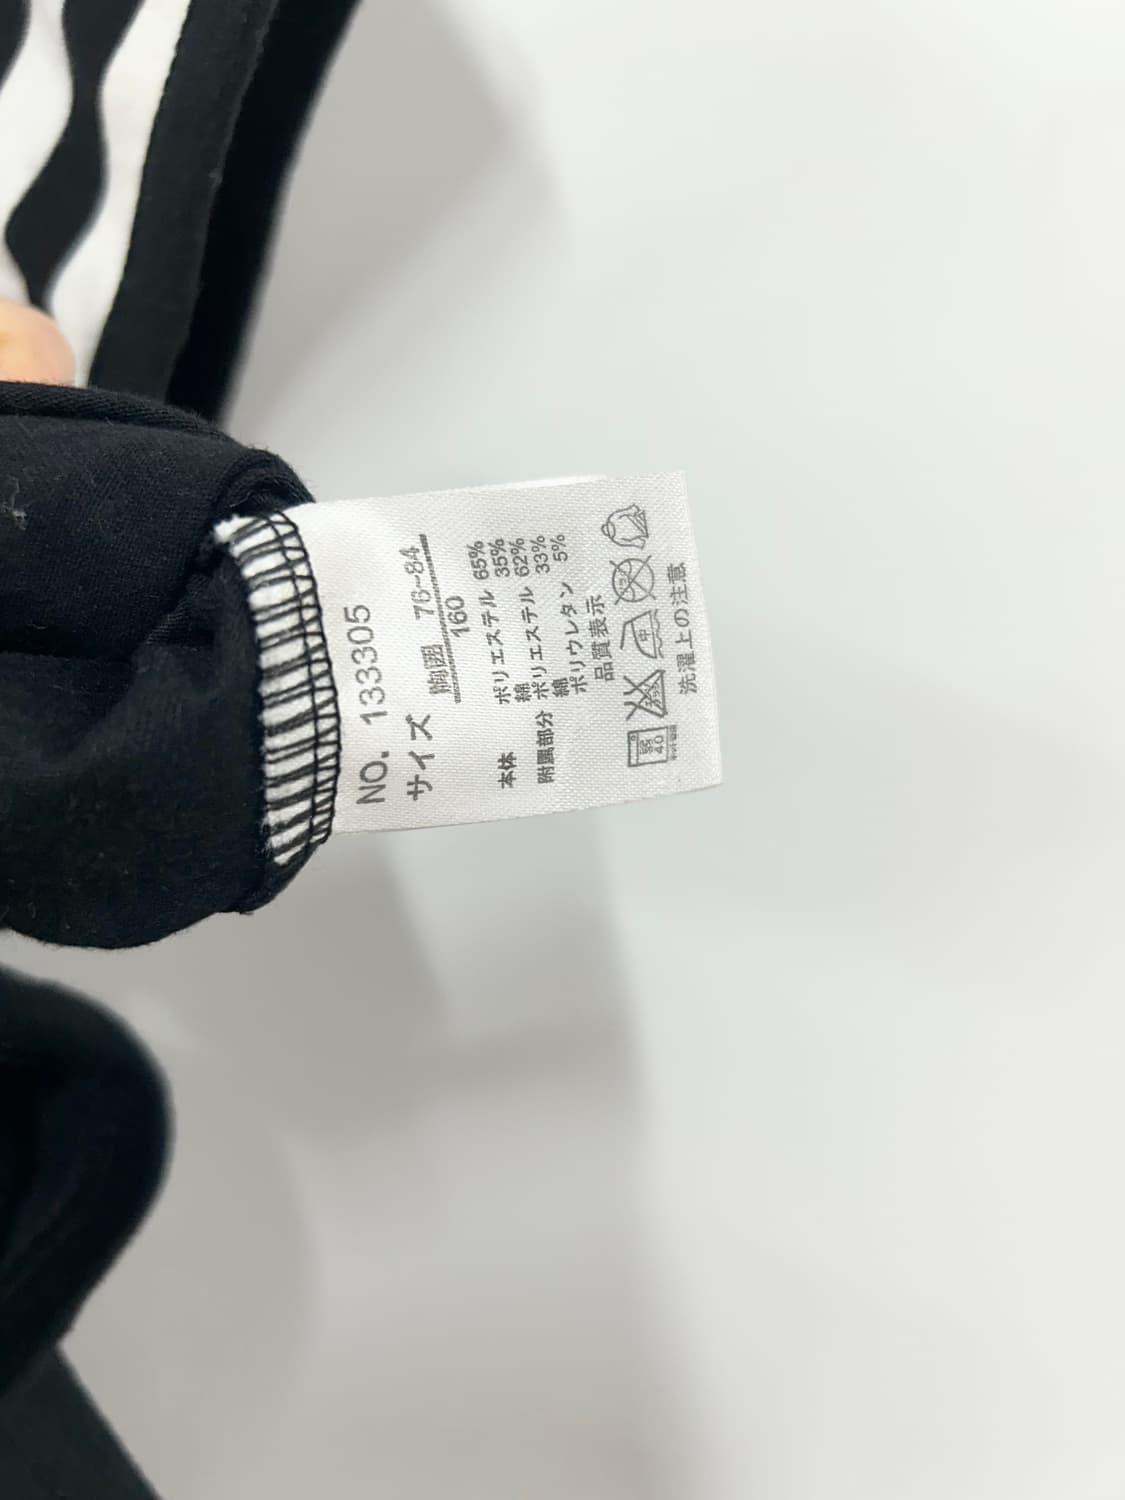 NO. 133305
サイズ
胸囲 76~84
160
本体 ポリエステル 65%
綿 35%
附属部分 ポリエステル 62%
綿 33%
ポリウレタン 5%
品質表示
40
中
洗濯上の注意